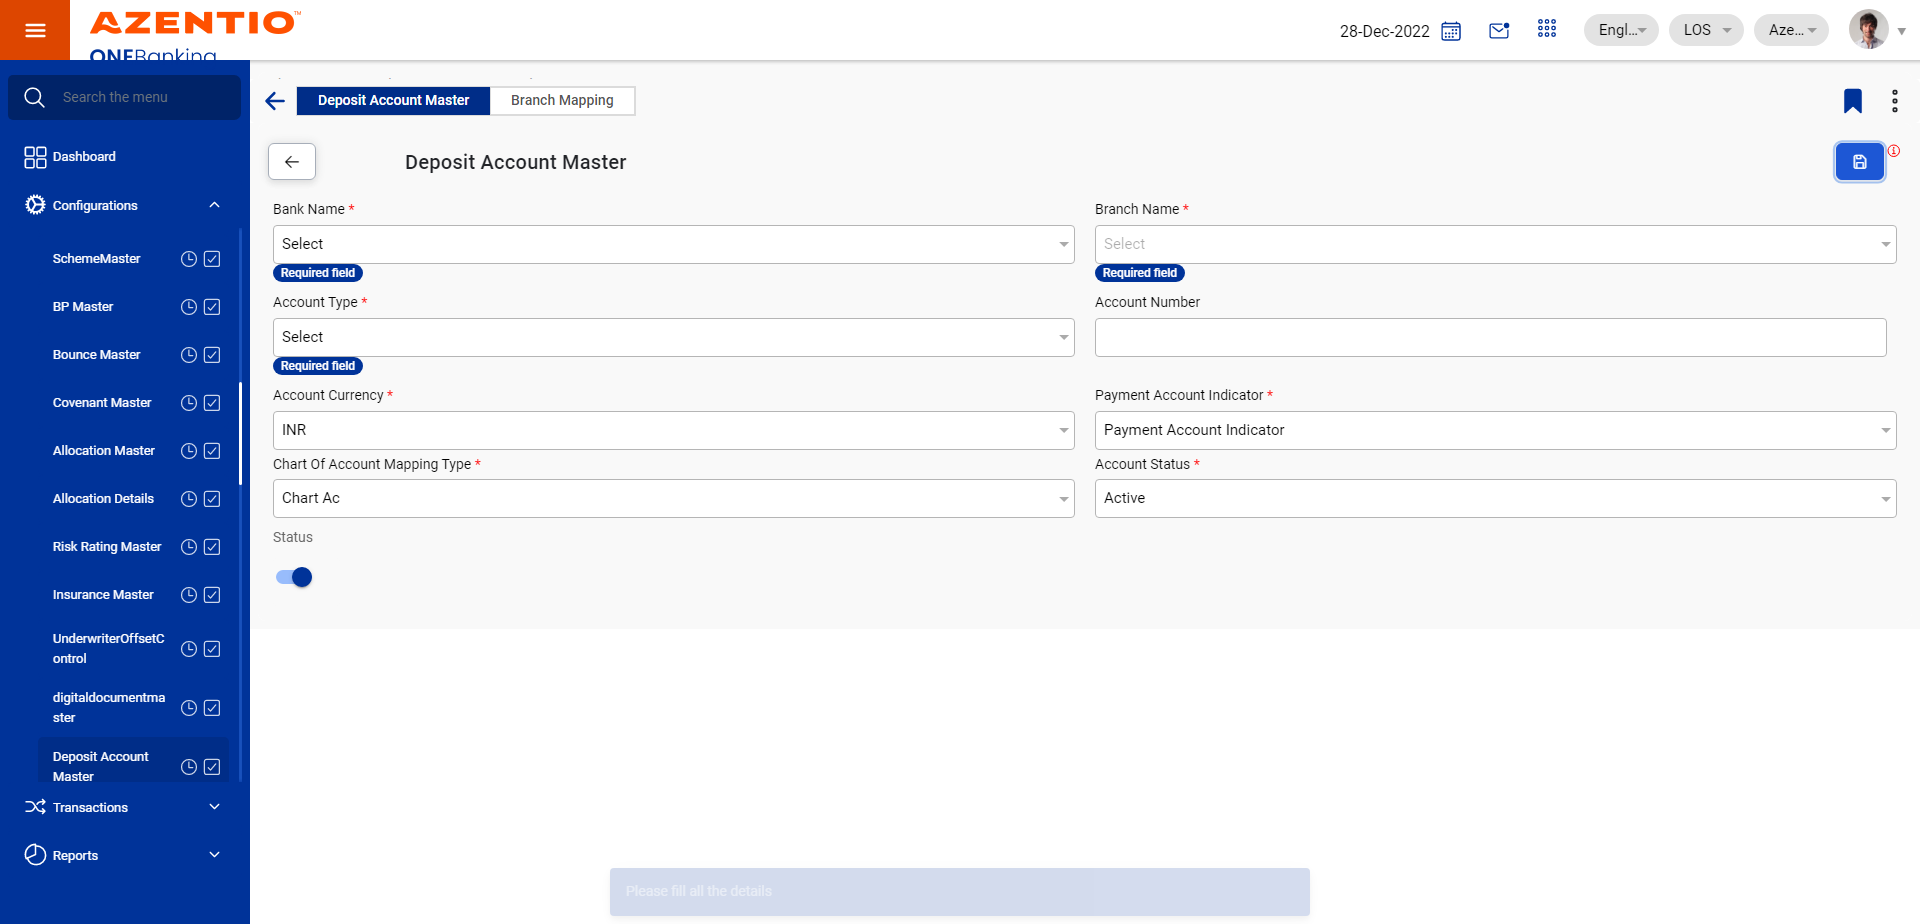 AZENTIO™
ONEBanking
28-Dec-2022
Engl...
LOS
Aze...
Search the menu
Dashboard
Configurations
SchemeMaster
BP Master
Bounce Master
Covenant Master
Allocation Master
Allocation Details
Risk Rating Master
Insurance Master
UnderwriterOffsetC
ontrol
digitaldocumentma
ster
Deposit Account
Master
Transactions
Reports
Deposit Account Master
Branch Mapping
Deposit Account Master
Bank Name *
Select
Required field
Branch Name *
Select
Required field
Account Type *
Select
Required field
Account Number
Account Currency *
INR
Payment Account Indicator *
Payment Account Indicator
Chart Of Account Mapping Type *
Chart Ac
Account Status *
Active
Status
Please fill all the details